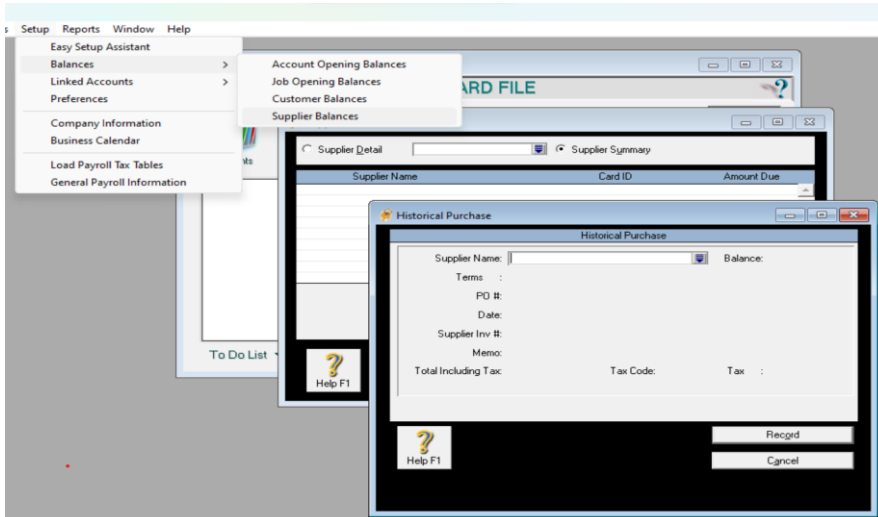 s Setup Reports Window Help
Easy Setup Assistant
Balances >
Linked Accounts >
Preferences
Company Information
Business Calendar
Load Payroll Tax Tables
General Payroll Information
Account Opening Balances
Job Opening Balances
Customer Balances
Supplier Balances
ARD FILE
Supplier Detail Supplier Summary
Supplier Name Card ID Amount Due
To Do List
Help F1
Historical Purchase
Historical Purchase
Supplier Name: Balance:
Terms :
PO #:
Date:
Supplier Inv #:
Memo:
Total Including Tax: Tax Code: Tax :
Help F1
Record
Cancel